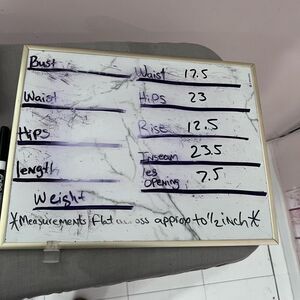 Bust
Waist
Hips
length
Weight
Waist 17.5
Hips 23
Rise 12.5
Inseam 23.5
leg opening 7.5
*Measurements flat across approx to 1/2 inch*